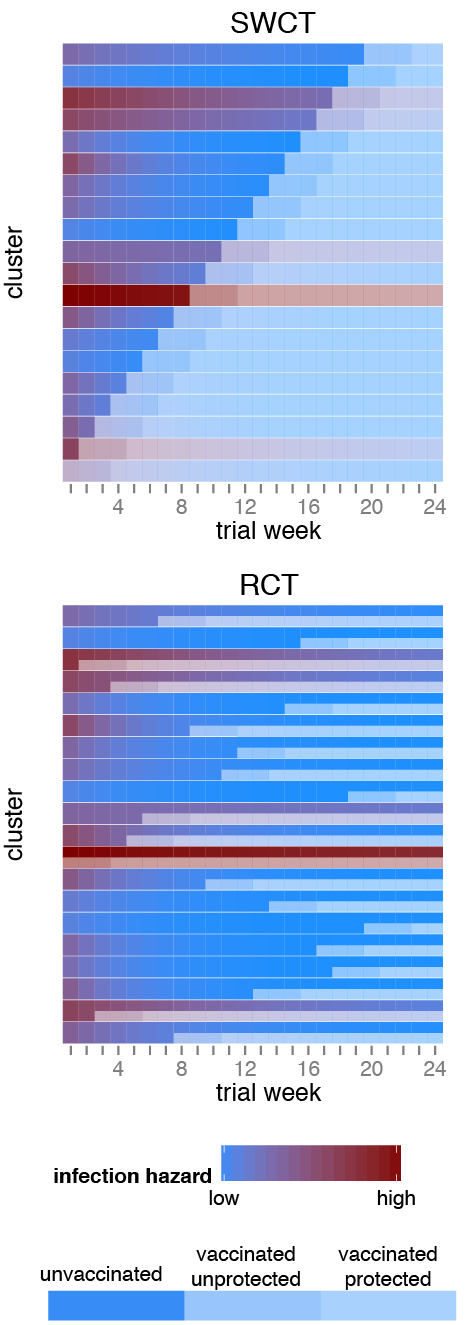 SWCT
cluster
4 8 12 16 20 24
trial week
RCT
cluster
4 8 12 16 20 24
trial week
infection hazard
low high
unvaccinated
vaccinated
unprotected
vaccinated
protected